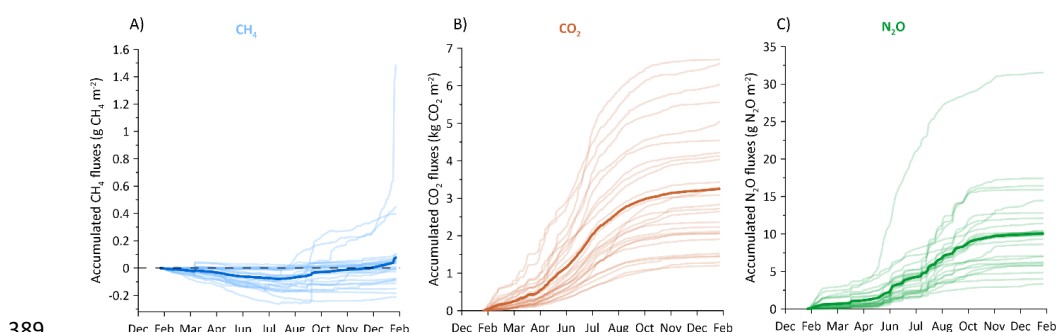 A)
CH₄
Accumulated CH₄ fluxes (g CH₄ m⁻²)
1.6
1.4
1.2
1
0.8
0.6
0.4
0.2
0
-0.2
Dec Feb Mar Apr Jun Jul Aug Oct Nov Dec Feb
B)
CO₂
Accumulated CO₂ fluxes (kg CO₂ m⁻²)
7
6
5
4
3
2
1
0
Dec Feb Mar Apr Jun Jul Aug Oct Nov Dec Feb
C)
N₂O
Accumulated N₂O fluxes (g N₂O m⁻²)
35
30
25
20
15
10
5
0
Dec Feb Mar Apr Jun Jul Aug Oct Nov Dec Feb
389